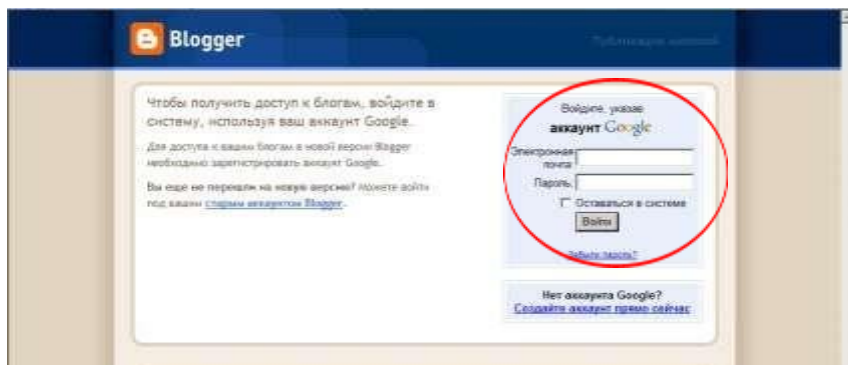 Blogger
Чтобы получить доступ к блогам, войдите в
систему, используя ваш аккаунт Google.
Для доступа к вашим блогам в новой версии Blogger
необходимо зарегистрировать аккаунт Google.
Вы еще не перешли на новую версию? Можете войти
под вашим старым аккаунтом Blogger.
Войдите, указав
аккаунт Google
Электронная
почта
Пароль:
Оставаться в системе
Войти
Забыли пароль?
Нет аккаунта Google?
Создайте аккаунт прямо сейчас